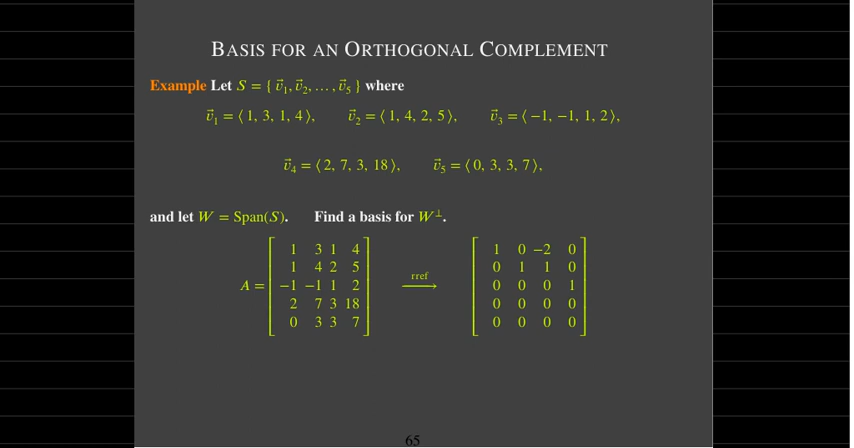 BASIS FOR AN ORTHOGONAL COMPLEMENT
Example Let S = { v⃗₁, v⃗₂, …, v⃗₅ } where
v⃗₁ = ⟨ 1, 3, 1, 4 ⟩, v⃗₂ = ⟨ 1, 4, 2, 5 ⟩, v⃗₃ = ⟨ −1, −1, 1, 2 ⟩,
v⃗₄ = ⟨ 2, 7, 3, 18 ⟩, v⃗₅ = ⟨ 0, 3, 3, 7 ⟩,
and let W = Span(S). Find a basis for W⊥.
1 3 1 4 1 0 −2 0
1 4 2 5 0 1 1 0
A = −1 −1 1 2 rref 0 0 0 1
2 7 3 18 0 0 0 0
0 3 3 7 0 0 0 0
65